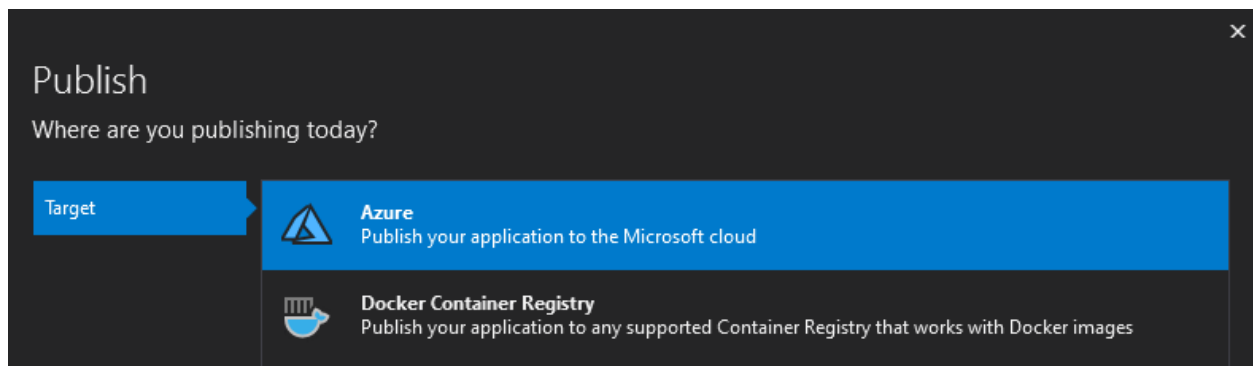 Publish
Where are you publishing today?
Target
Azure
Publish your application to the Microsoft cloud
Docker Container Registry
Publish your application to any supported Container Registry that works with Docker images